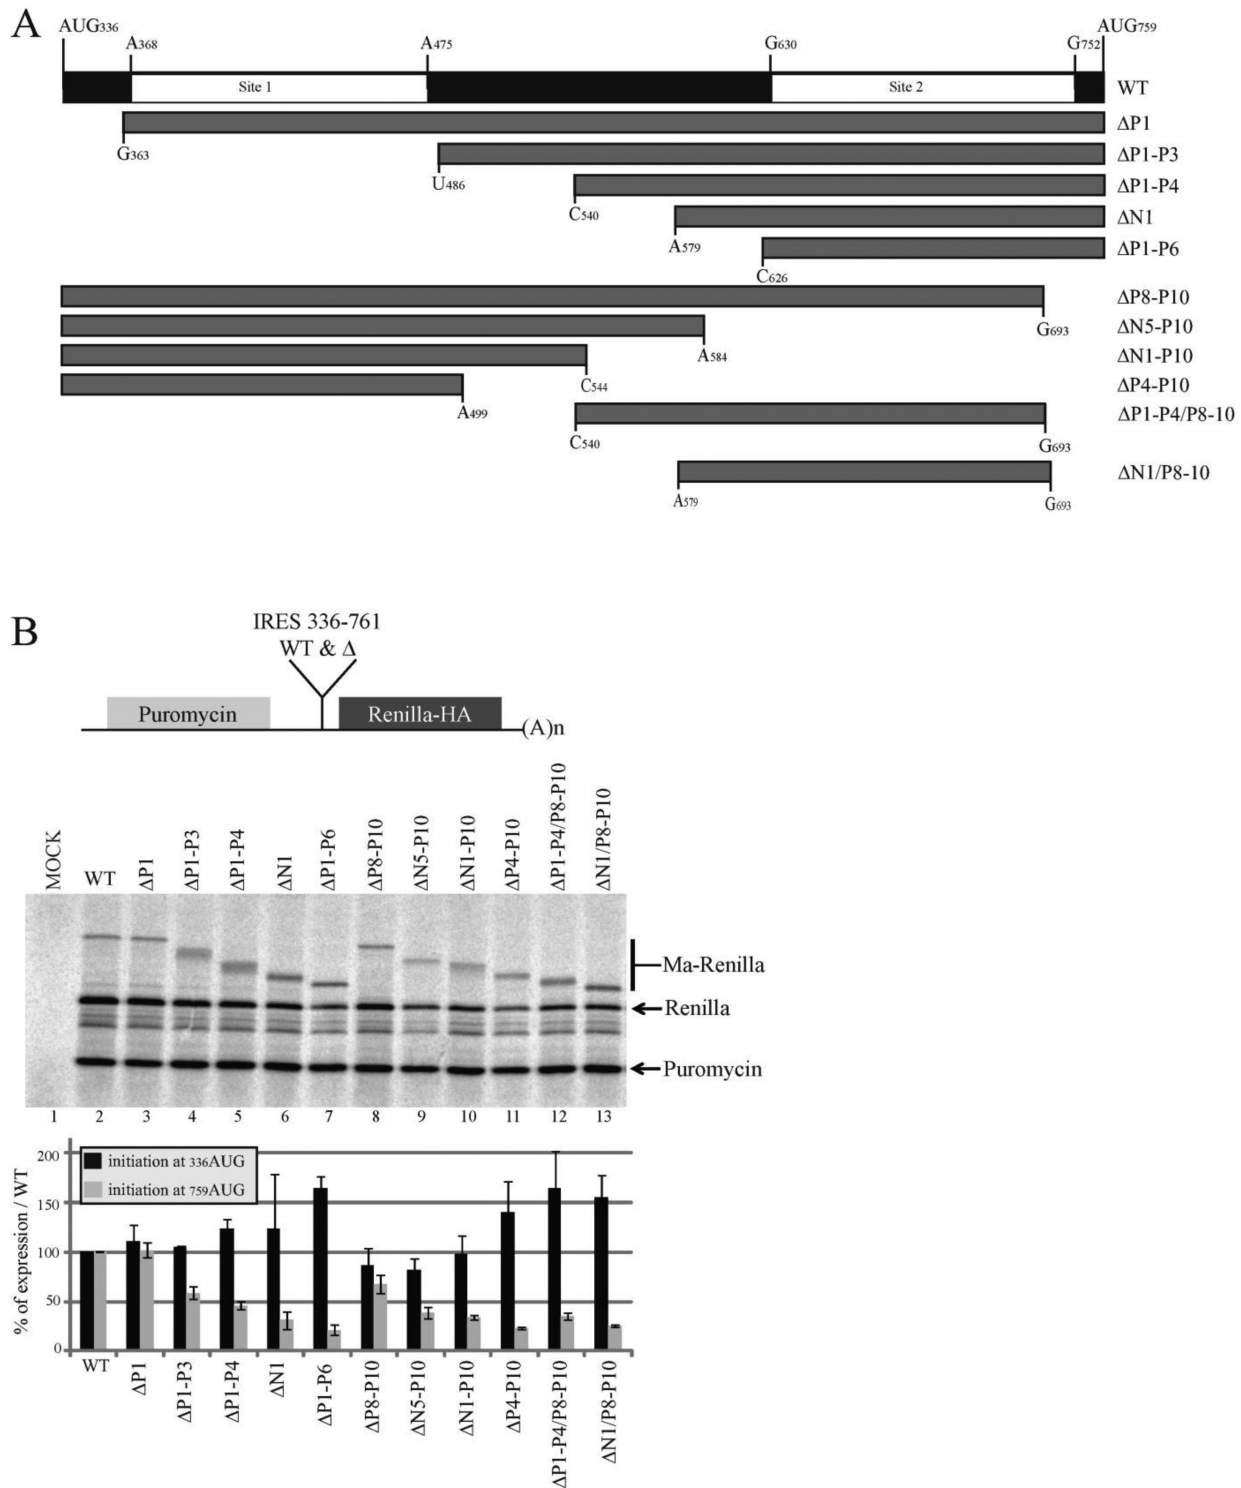 A
AUG336
A368
A475
G630
G752
AUG759
Site 1
Site 2
WT
ΔP1
G363
ΔP1-P3
U486
ΔP1-P4
C540
ΔN1
A579
ΔP1-P6
C626
ΔP8-P10
G693
ΔN5-P10
A584
ΔN1-P10
C544
ΔP4-P10
A499
ΔP1-P4/P8-10
C540
G693
ΔN1/P8-10
A579
G693
B
IRES 336-761
WT & Δ
Puromycin
Renilla-HA
(A)n
MOCK
WT
ΔP1
ΔP1-P3
ΔP1-P4
ΔN1
ΔP1-P6
ΔP8-P10
ΔN5-P10
ΔN1-P10
ΔP4-P10
ΔP1-P4/P8-P10
ΔN1/P8-P10
Ma-Renilla
Renilla
Puromycin
1 2 3 4 5 6 7 8 9 10 11 12 13
% of expression / WT
200
150
100
50
0
initiation at 336AUG
initiation at 759AUG
WT
ΔP1
ΔP1-P3
ΔP1-P4
ΔN1
ΔP1-P6
ΔP8-P10
ΔN5-P10
ΔN1-P10
ΔP4-P10
ΔP1-P4/P8-P10
ΔN1/P8-P10